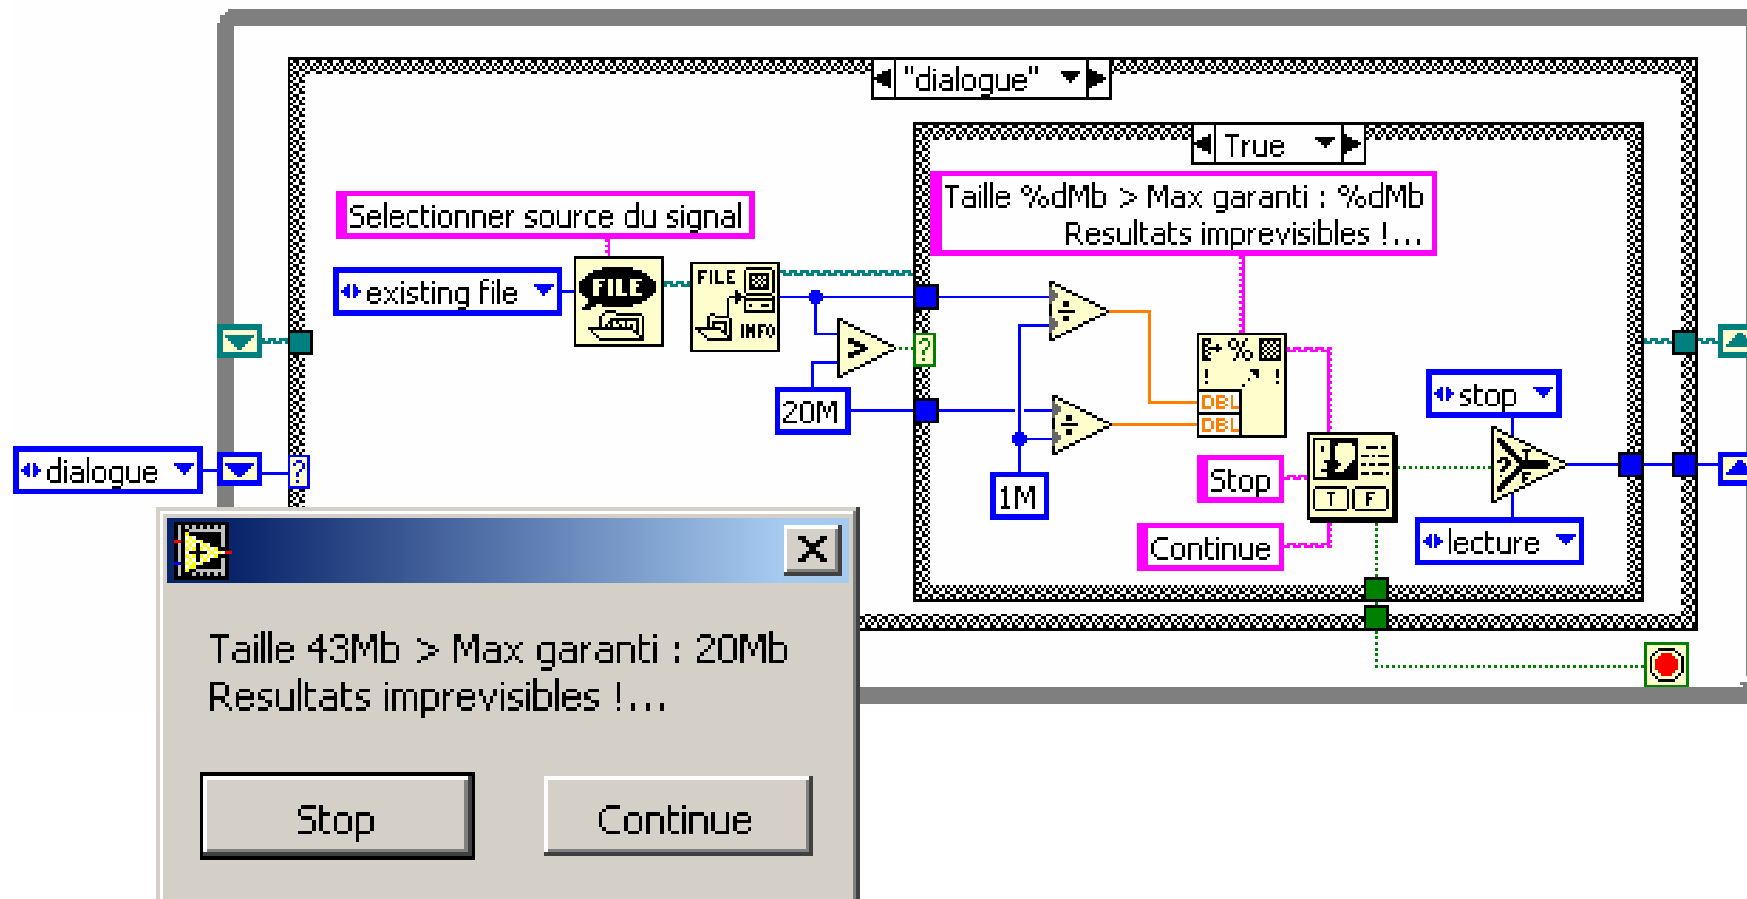 "dialogue"
True
Taille %dMb > Max garanti : %dMb
Resultats imprevisibles !...
Selectionner source du signal
existing file
FILE
FILE
INFO
>
?
÷
% 
! !
DBL
DBL
20M
÷
stop
dialogue
?
1M
Stop
T F
?
Continue
lecture
Taille 43Mb > Max garanti : 20Mb
Resultats imprevisibles !...
Stop
Continue